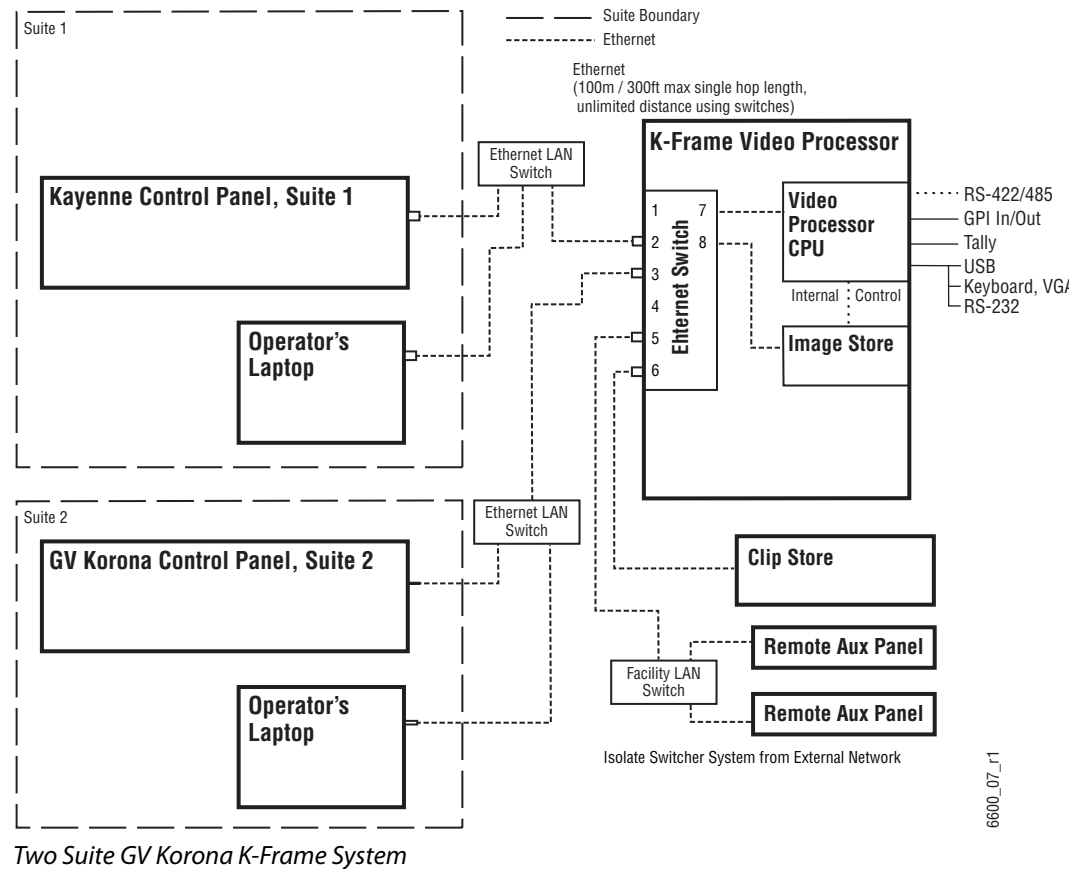 Suite 1
Suite Boundary
Ethernet
Ethernet
(100m / 300ft max single hop length,
unlimited distance using switches)
Ethernet LAN
Switch
Kayenne Control Panel, Suite 1
Operator's
Laptop
K-Frame Video Processor
1
2
3
4
5
6
7
8
Ehternet Switch
Video
Processor
CPU
Internal
Control
Image Store
RS-422/485
GPI In/Out
Tally
USB
Keyboard, VGA
RS-232
Suite 2
GV Korona Control Panel, Suite 2
Operator's
Laptop
Ethernet LAN
Switch
Clip Store
Remote Aux Panel
Facility LAN
Switch
Remote Aux Panel
Isolate Switcher System from External Network
6600_07_r1
Two Suite GV Korona K-Frame System